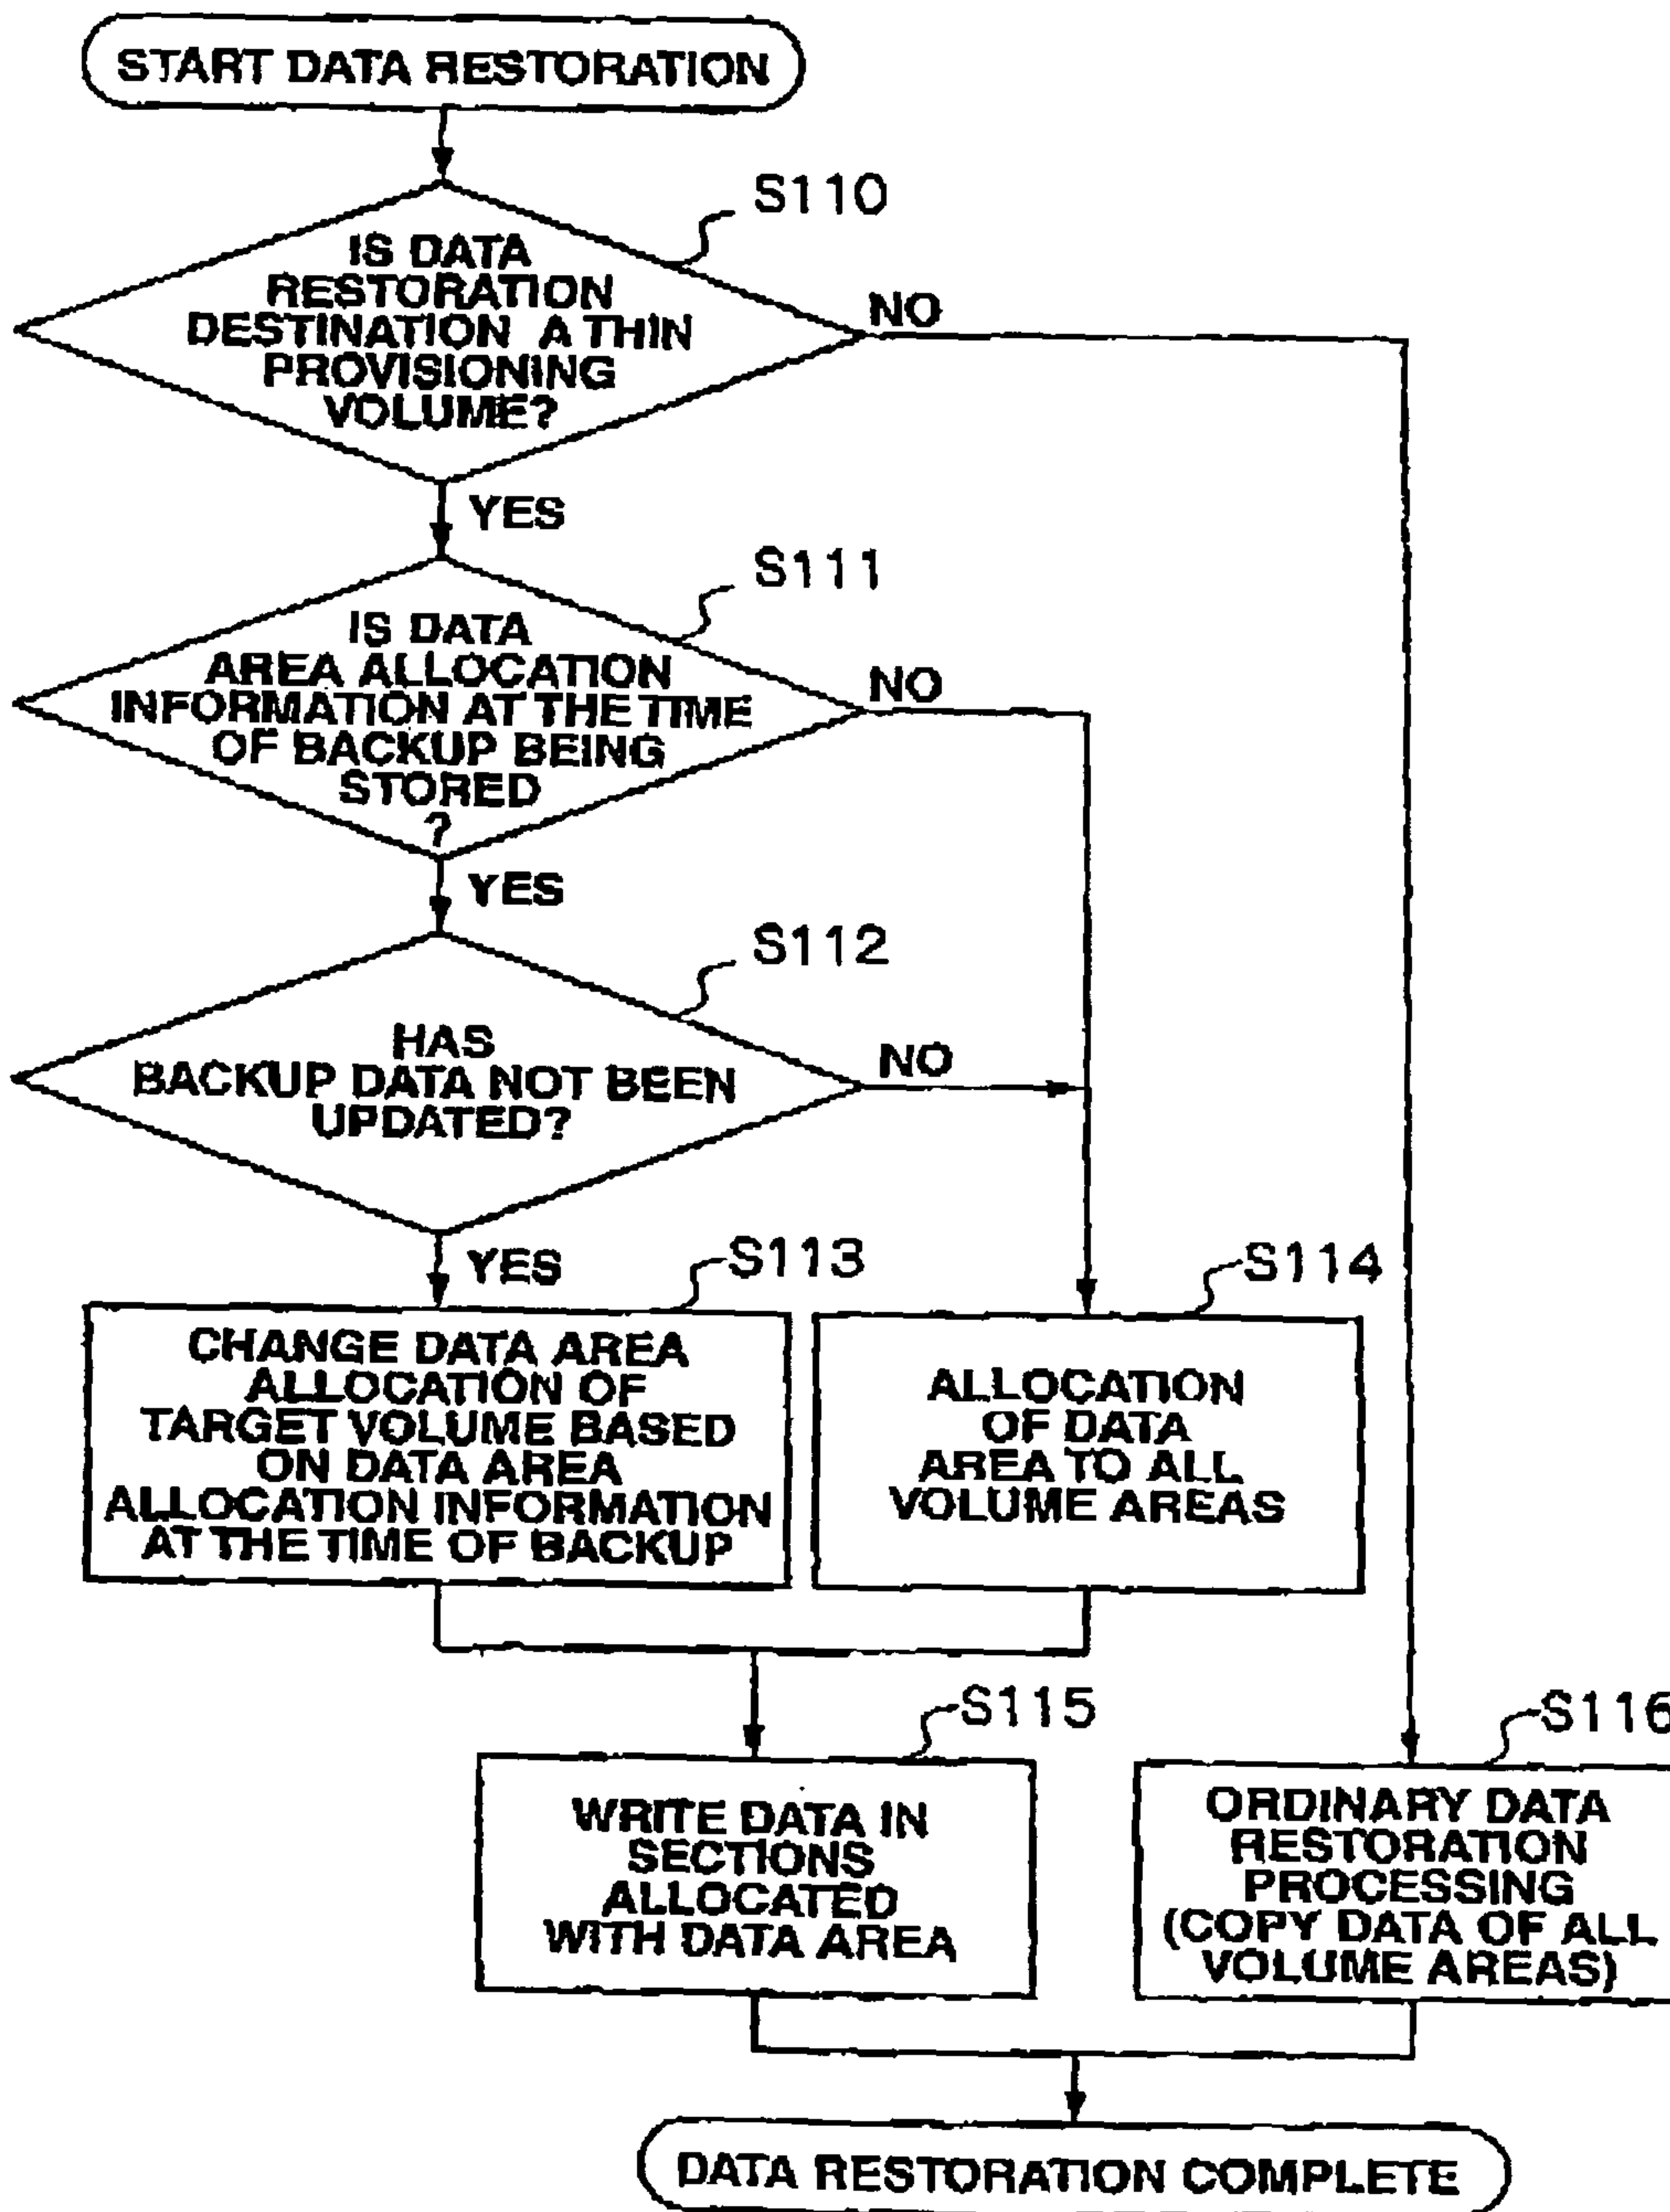 START DATA RESTORATION
S110
IS DATA
RESTORATION
DESTINATION A THIN
PROVISIONING
VOLUME?
NO
YES
S111
IS DATA
AREA ALLOCATION
INFORMATION AT THE TIME
OF BACKUP BEING
STORED
?
NO
YES
S112
HAS
BACKUP DATA NOT BEEN
UPDATED?
NO
YES
S113
CHANGE DATA AREA
ALLOCATION OF
TARGET VOLUME BASED
ON DATA AREA
ALLOCATION INFORMATION
AT THE TIME OF BACKUP
S114
ALLOCATION
OF DATA
AREA TO ALL
VOLUME AREAS
S115
WRITE DATA IN
SECTIONS
ALLOCATED
WITH DATA AREA
S116
ORDINARY DATA
RESTORATION
PROCESSING
(COPY DATA OF ALL
VOLUME AREAS)
DATA RESTORATION COMPLETE